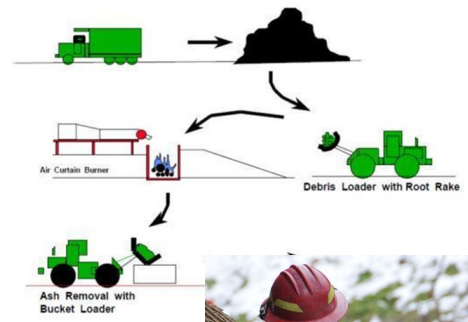 Air Curtain Burner
Debris Loader with Root Rake
Ash Removal with
Bucket Loader